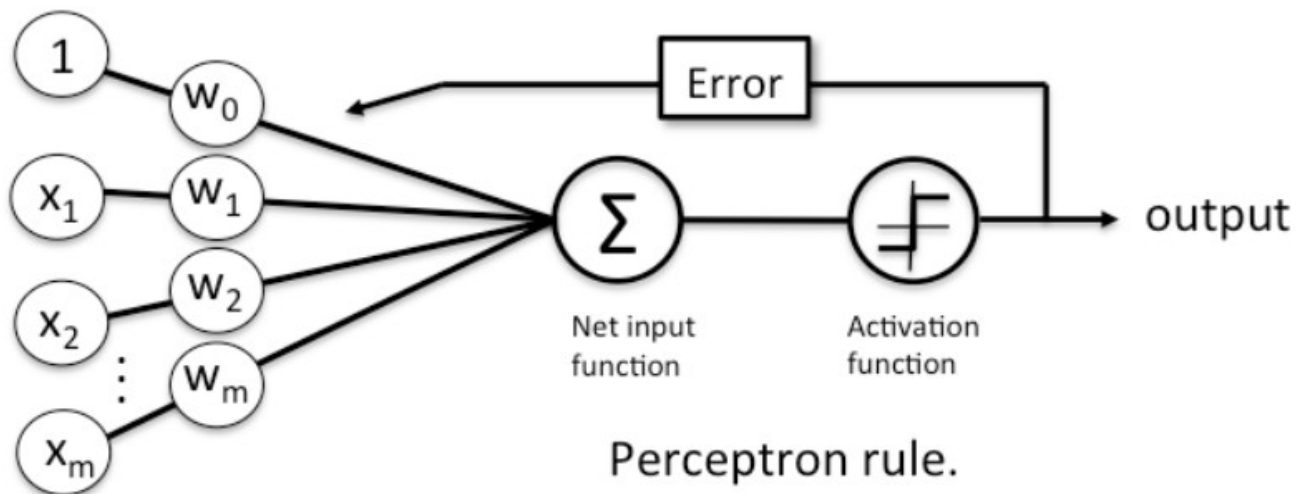 1
w₀
Error
x₁
w₁
Σ
output
x₂
w₂
⋮
xₘ
wₘ
Net input
function
Activation
function
Perceptron rule.